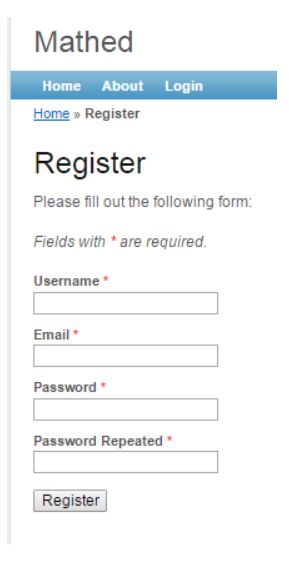 Mathed
Home About Login
Home » Register
Register
Please fill out the following form:
Fields with * are required.
Username *
Email *
Password *
Password Repeated *
Register